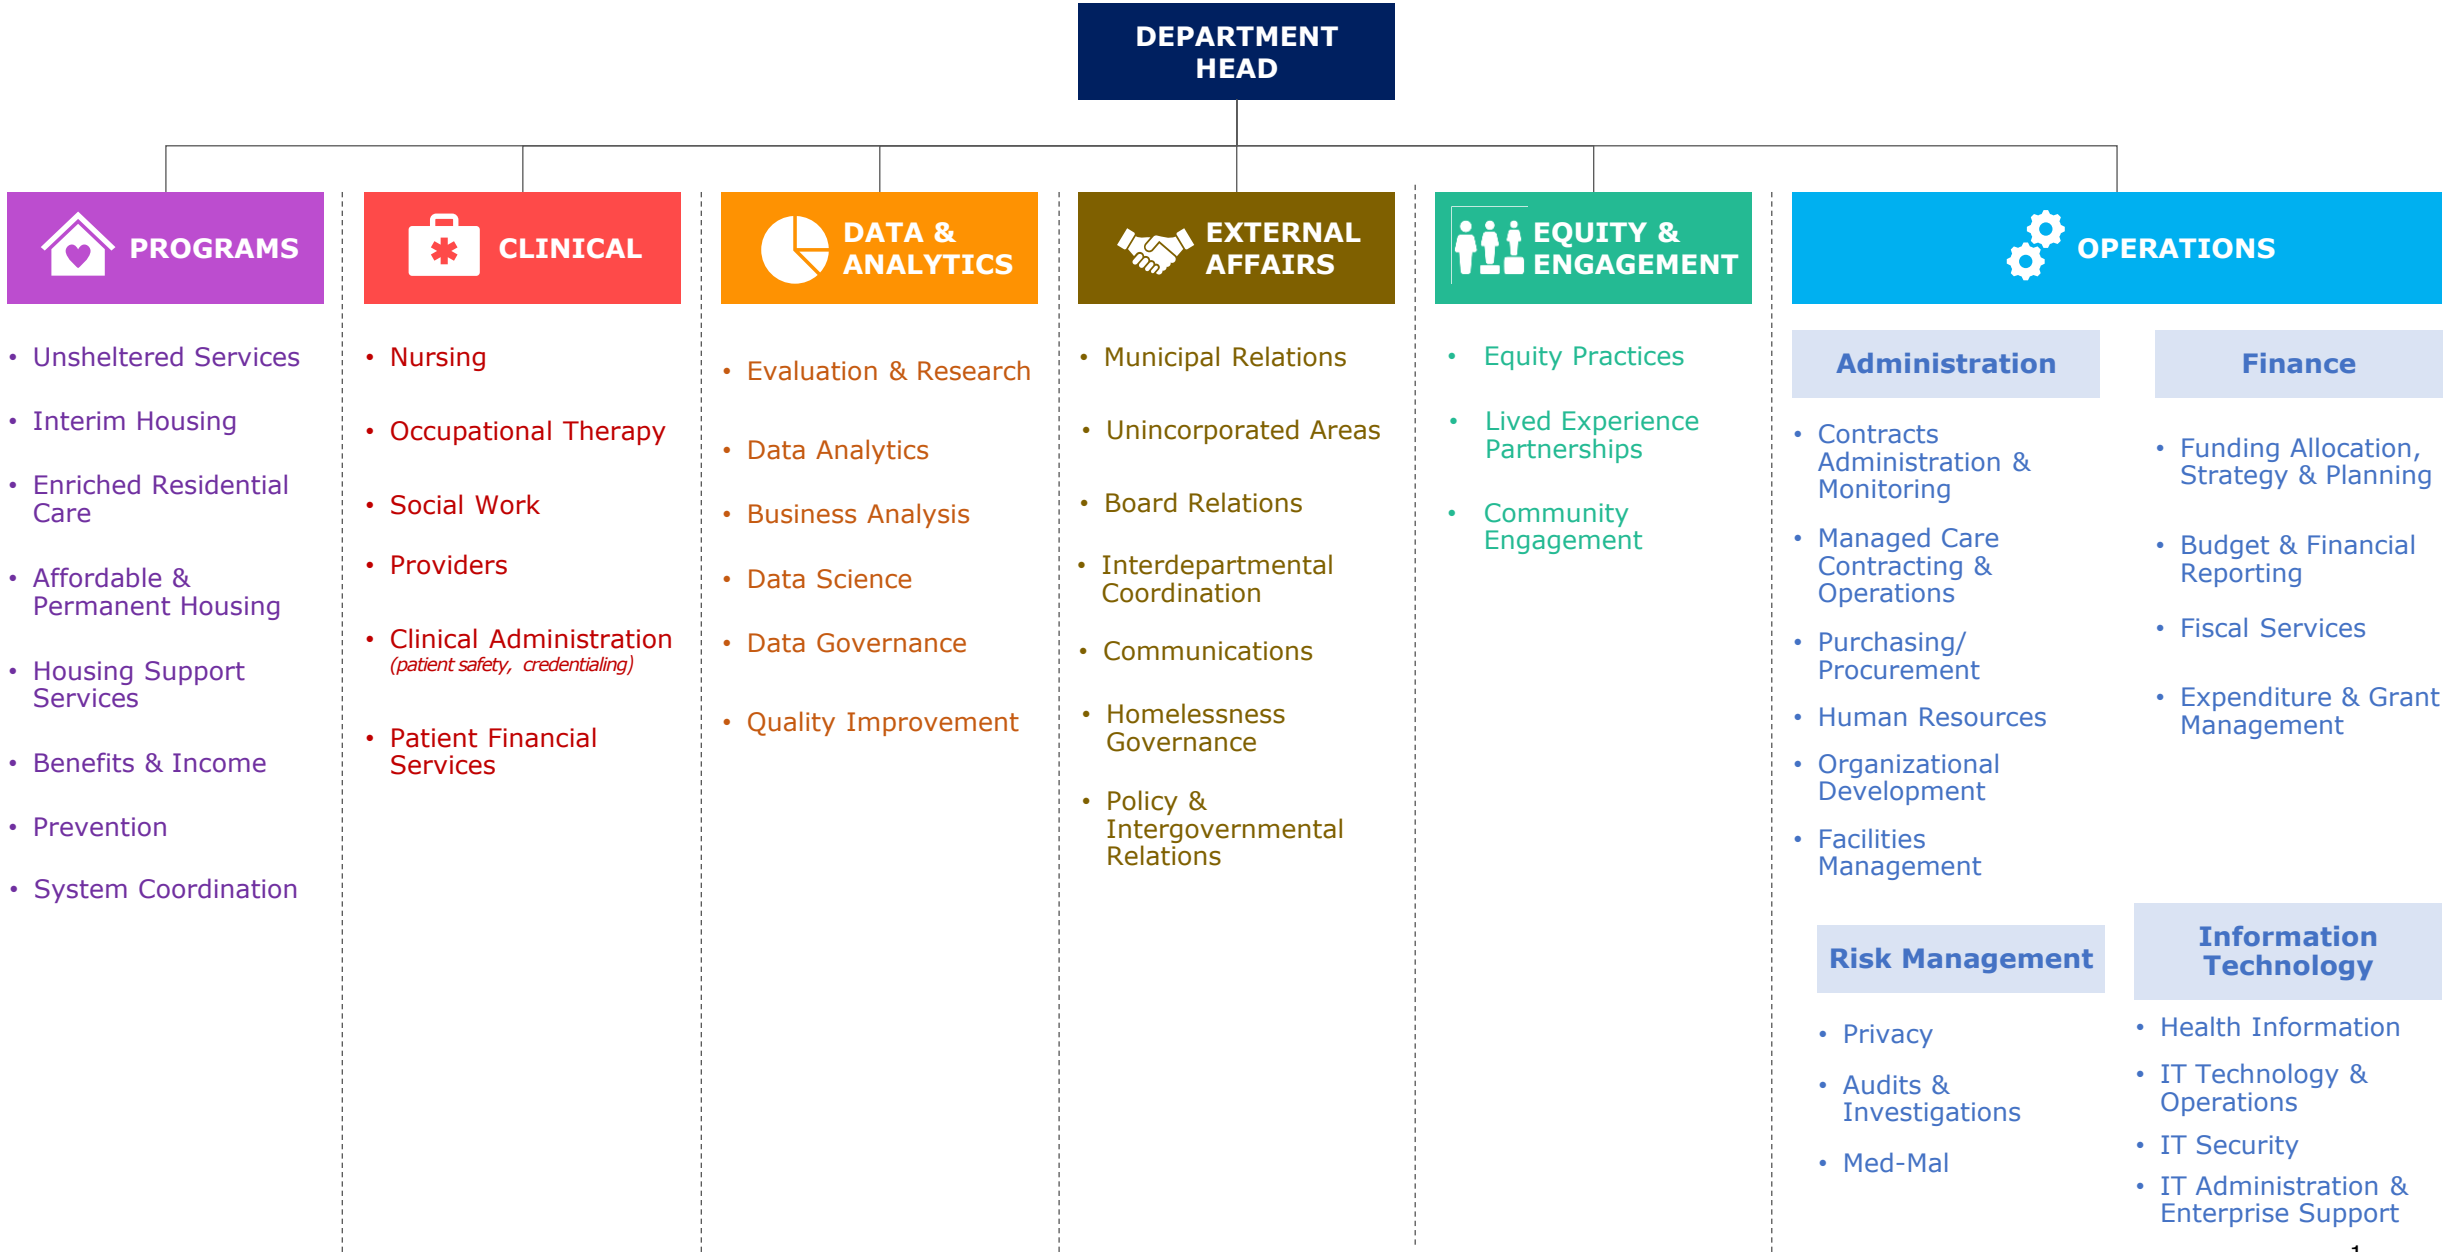 DEPARTMENT
HEAD
PROGRAMS
• Unsheltered Services
• Interim Housing
• Enriched Residential
Care
• Affordable &
Permanent Housing
• Housing Support
Services
• Benefits & Income
• Prevention
• System Coordination
CLINICAL
• Nursing
• Occupational Therapy
• Social Work
• Providers
• Clinical Administration
(patient safety, credentialing)
• Patient Financial
Services
DATA &
ANALYTICS
• Evaluation & Research
• Data Analytics
• Business Analysis
• Data Science
• Data Governance
• Quality Improvement
EXTERNAL
AFFAIRS
• Municipal Relations
• Unincorporated Areas
• Board Relations
• Interdepartmental
Coordination
• Communications
• Homelessness
Governance
• Policy &
Intergovernmental
Relations
EQUITY &
ENGAGEMENT
• Equity Practices
• Lived Experience
Partnerships
• Community
Engagement
OPERATIONS
Administration
• Contracts
Administration &
Monitoring
• Managed Care
Contracting &
Operations
• Purchasing/
Procurement
• Human Resources
• Organizational
Development
• Facilities
Management
Finance
• Funding Allocation,
Strategy & Planning
• Budget & Financial
Reporting
• Fiscal Services
• Expenditure & Grant
Management
Risk Management
• Privacy
• Audits &
Investigations
• Med-Mal
Information
Technology
• Health Information
• IT Technology &
Operations
• IT Security
• IT Administration &
Enterprise Support
1